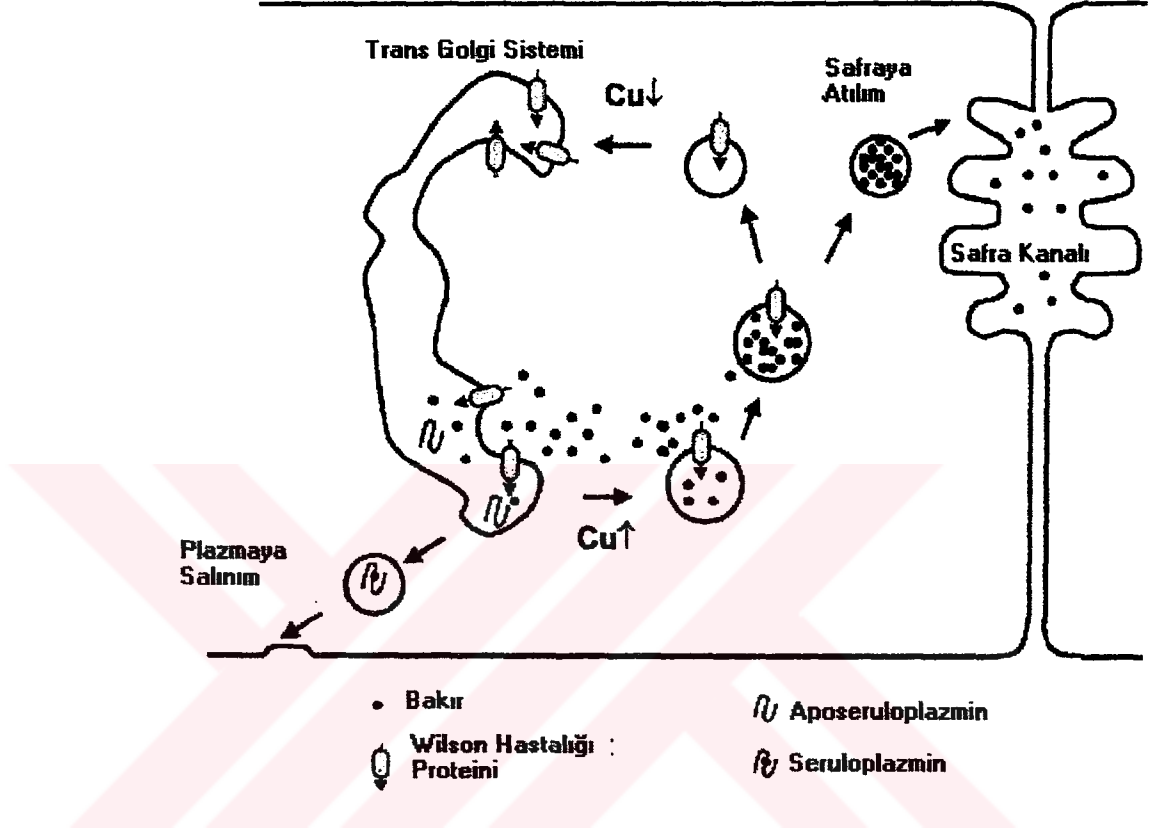 Trans Golgi Sistemi
Cu↓
Safraya
Atılım
Safra Kanalı
Cu↑
Plazmaya
Salınım
Bakır
Aposeruloplazmin
Wilson Hastalığı :
Proteini
Seruloplazmin